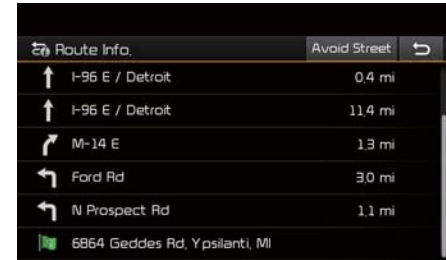 Route Info. Avoid Street
I-96 E / Detroit 0.4 mi
I-96 E / Detroit 11.4 mi
M-14 E 1.3 mi
Ford Rd 3.0 mi
N Prospect Rd 1.1 mi
6864 Geddes Rd, Ypsilanti, MI